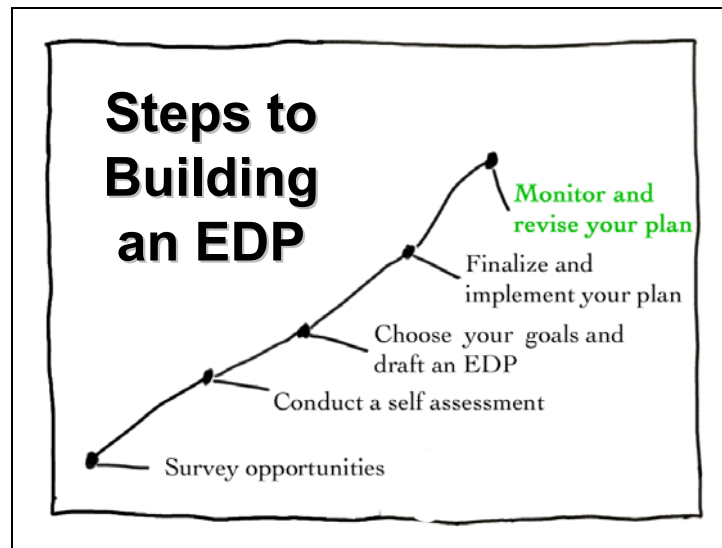 Steps to
Building
an EDP
Monitor and
revise your plan
Finalize and
implement your plan
Choose your goals and
draft an EDP
Conduct a self assessment
Survey opportunities